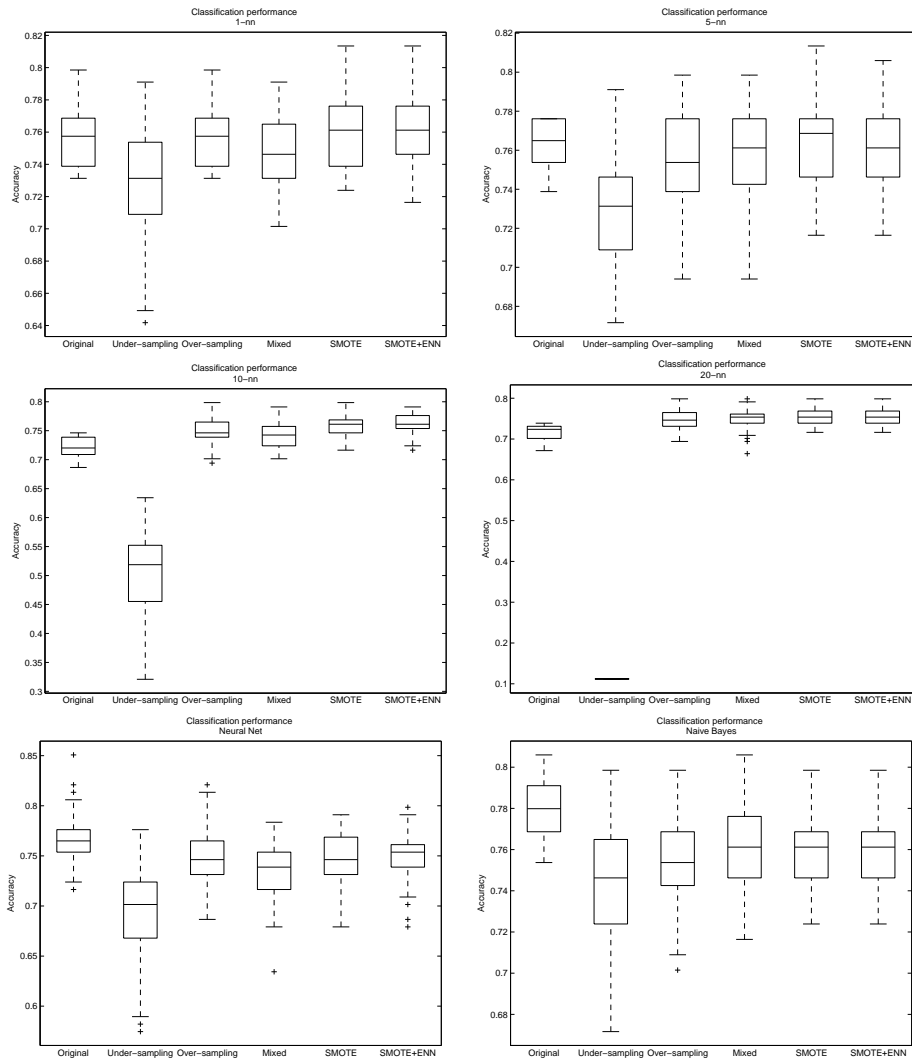 Classification performance
1−nn
0.82
0.8
0.78
0.76
0.74
0.72
0.7
0.68
0.66
0.64
Accuracy
Original Under−sampling Over−sampling Mixed SMOTE SMOTE+ENN
Classification performance
5−nn
0.82
0.8
0.78
0.76
0.74
0.72
0.7
0.68
Accuracy
Original Under−sampling Over−sampling Mixed SMOTE SMOTE+ENN
Classification performance
10−nn
0.8
0.75
0.7
0.65
0.6
0.55
0.5
0.45
0.4
0.35
0.3
Accuracy
Original Under−sampling Over−sampling Mixed SMOTE SMOTE+ENN
Classification performance
20−nn
0.8
0.7
0.6
0.5
0.4
0.3
0.2
0.1
Accuracy
Original Under−sampling Over−sampling Mixed SMOTE SMOTE+ENN
Classification performance
Neural Net
0.85
0.8
0.75
0.7
0.65
0.6
Accuracy
Original Under−sampling Over−sampling Mixed SMOTE SMOTE+ENN
Classification performance
Naive Bayes
0.8
0.78
0.76
0.74
0.72
0.7
0.68
Accuracy
Original Under−sampling Over−sampling Mixed SMOTE SMOTE+ENN